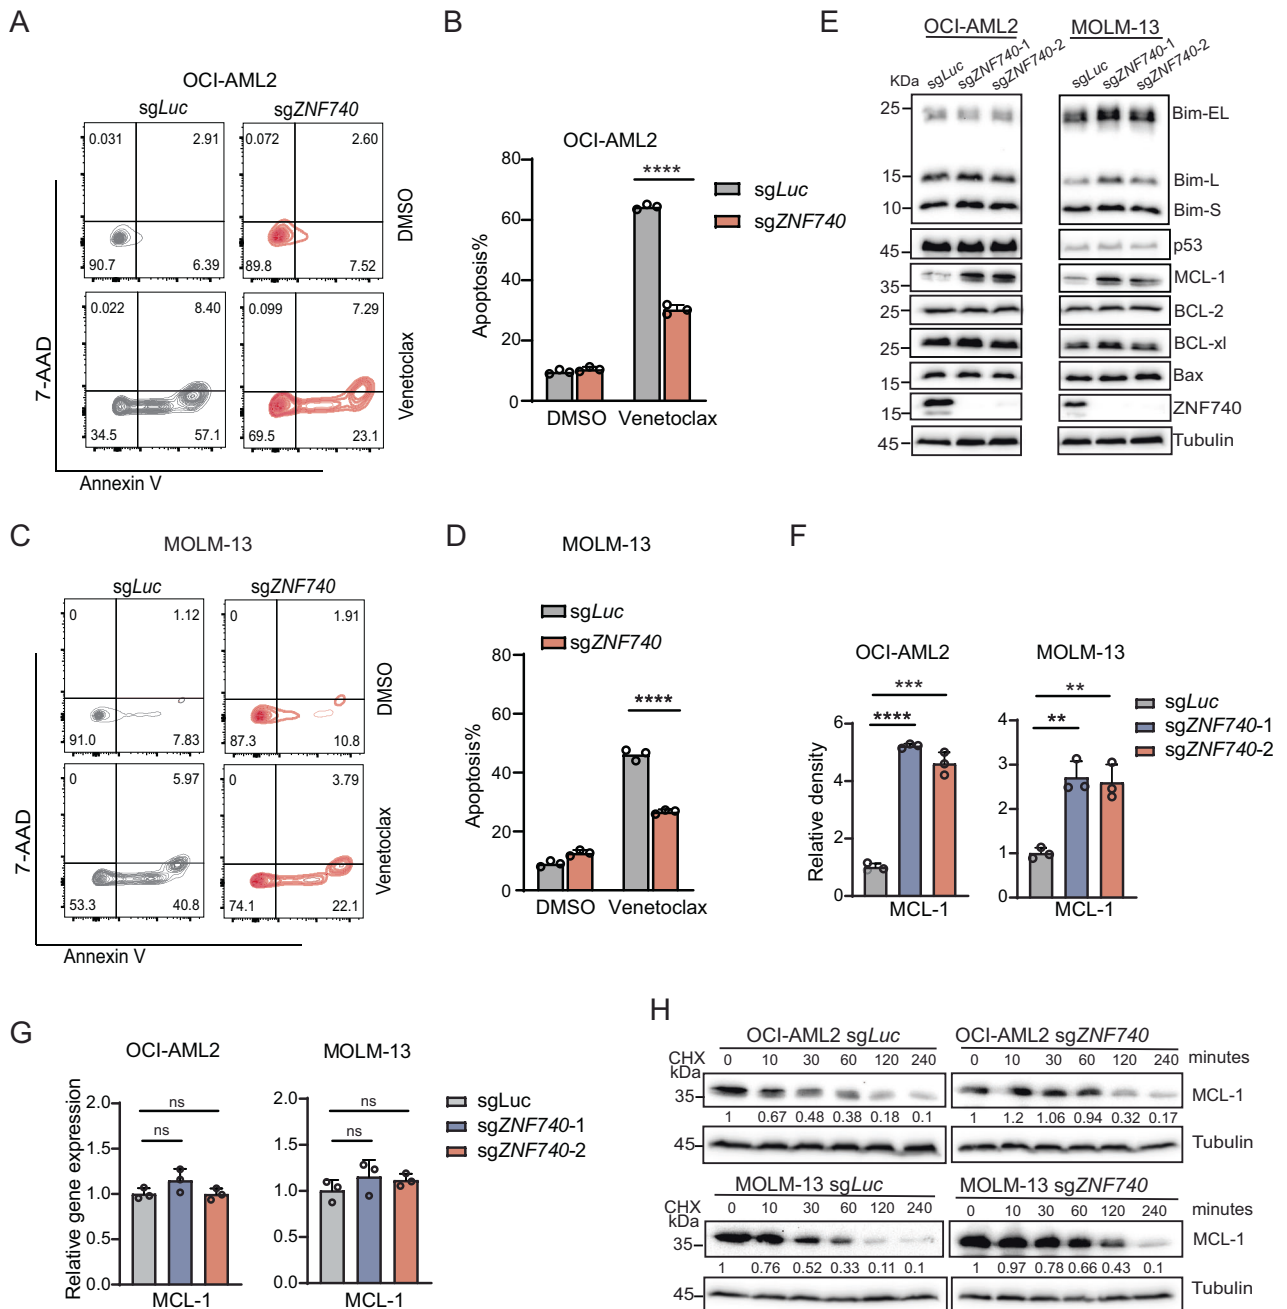 A
OCI-AML2
sgLuc
sgZNF740
0.031
2.91
90.7
6.39
0.072
2.60
89.8
7.52
DMSO
0.022
8.40
34.5
57.1
0.099
7.29
69.5
23.1
Venetoclax
7-AAD
Annexin V
B
OCI-AML2
****
sgLuc
sgZNF740
Apoptosis%
80
60
40
20
0
DMSO
Venetoclax
E
OCI-AML2
MOLM-13
KDa
sgLuc
sgZNF740-1
sgZNF740-2
sgLuc
sgZNF740-1
sgZNF740-2
25
Bim-EL
15
Bim-L
10
Bim-S
45
p53
35
MCL-1
25
BCL-2
25
BCL-xl
15
Bax
15
ZNF740
45
Tubulin
C
MOLM-13
sgLuc
sgZNF740
0
1.12
91.0
7.83
0
1.91
87.3
10.8
DMSO
0
5.97
53.3
40.8
0
3.79
74.1
22.1
Venetoclax
7-AAD
Annexin V
D
MOLM-13
sgLuc
sgZNF740
****
Apoptosis%
80
60
40
20
0
DMSO
Venetoclax
F
OCI-AML2
***
****
Relative density
6
4
2
0
MCL-1
MOLM-13
**
**
4
3
2
1
0
MCL-1
sgLuc
sgZNF740-1
sgZNF740-2
G
OCI-AML2
ns
ns
Relative gene expression
2.0
1.5
1.0
0.5
0.0
MCL-1
MOLM-13
ns
ns
2.0
1.5
1.0
0.5
0.0
MCL-1
sgLuc
sgZNF740-1
sgZNF740-2
H
OCI-AML2 sgLuc
OCI-AML2 sgZNF740
CHX 0 10 30 60 120 240 0 10 30 60 120 240 minutes
kDa
35
MCL-1
1 0.67 0.48 0.38 0.18 0.1 1 1.2 1.06 0.94 0.32 0.17
45
Tubulin
MOLM-13 sgLuc
MOLM-13 sgZNF740
CHX 0 10 30 60 120 240 0 10 30 60 120 240 minutes
kDa
35
MCL-1
1 0.76 0.52 0.33 0.11 0.1 1 0.97 0.78 0.66 0.43 0.1
45
Tubulin